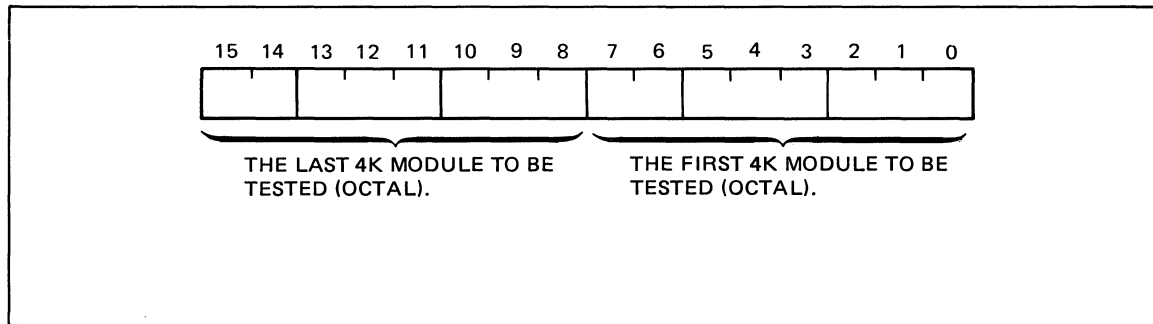 15 14 13 12 11 10 9 8 7 6 5 4 3 2 1 0
THE LAST 4K MODULE TO BE
TESTED (OCTAL).
THE FIRST 4K MODULE TO BE
TESTED (OCTAL).